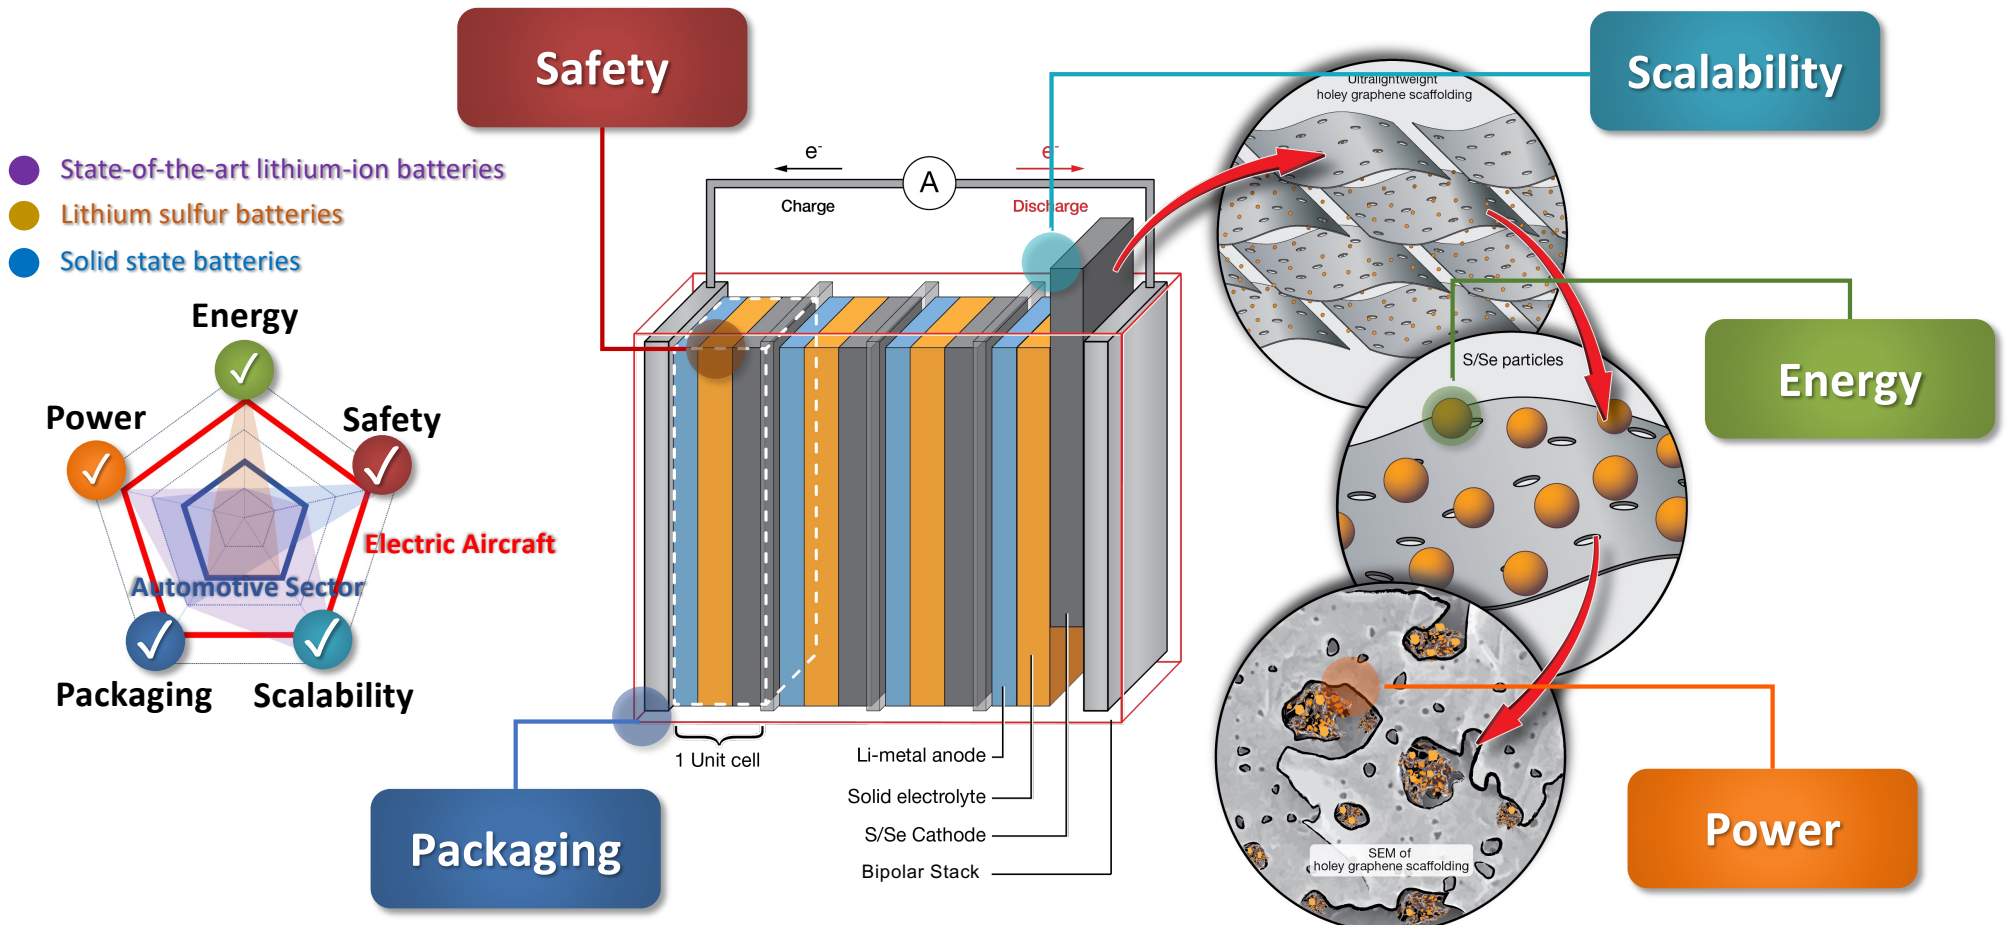 Safety
Scalability
Ultralightweight
holey graphene scaffolding
State-of-the-art lithium-ion batteries
Lithium sulfur batteries
Solid state batteries
e-
A
e-
Charge
Discharge
Energy
Power
Safety
Electric Aircraft
Automotive Sector
Packaging
Scalability
S/Se particles
Energy
1 Unit cell
Li-metal anode
Solid electrolyte
S/Se Cathode
Bipolar Stack
Packaging
SEM of
holey graphene scaffolding
Power